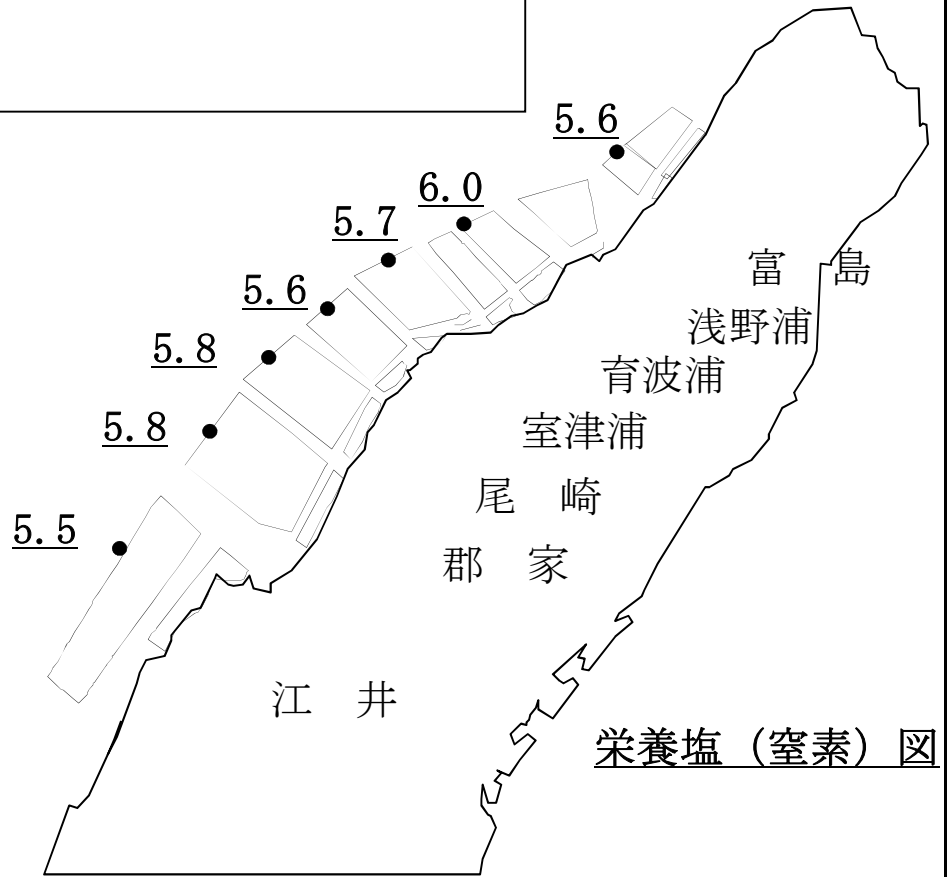 5.6
6.0
5.7
5.6
5.8
5.8
5.5
富　島
浅野浦
育波浦
室津浦
尾　崎
郡　家
江　井
栄養塩（窒素）図